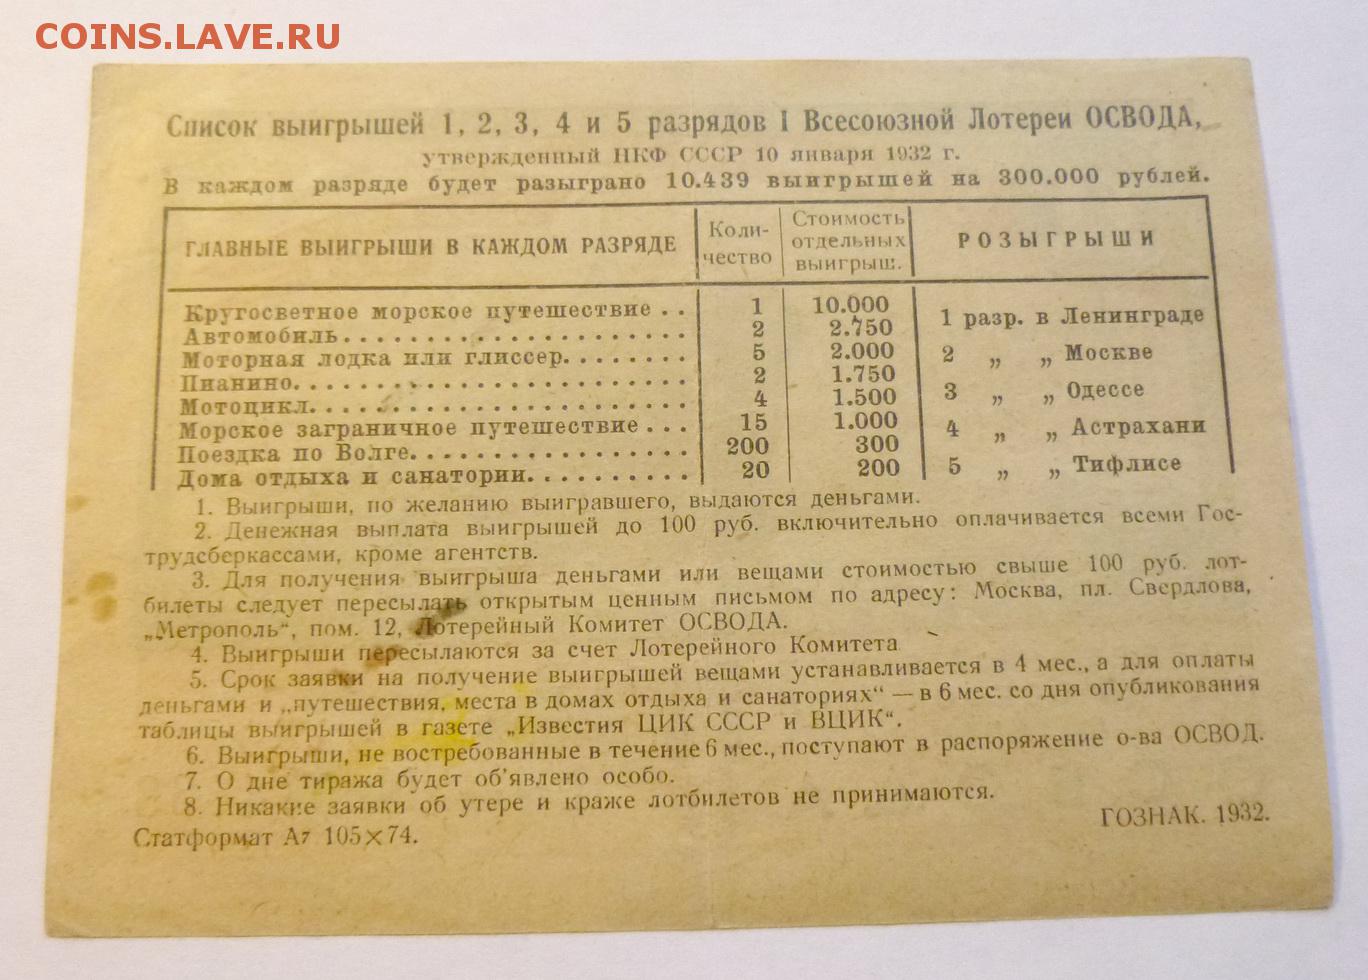 COINS.LAVE.RU
Список выигрышей 1, 2, 3, 4 и 5 разрядов I Всесоюзной Лотереи ОСВОДА,
утвержденный НКФ СССР 10 января 1932 г.
В каждом разряде будет разыграно 10.439 выигрышей на 300.000 рублей.
ГЛАВНЫЕ ВЫИГРЫШИ В КАЖДОМ РАЗРЯДЕ
Коли-
чество
Стоимость
отдельных
выигрыш.
РОЗЫГРЫШИ
Кругосветное морское путешествие . . 1 10.000
Автомобиль. . . . . . . . . . . . . . . . . . . . 2 2.750
Моторная лодка или глиссер. . . . . . . . 5 2.000
Пианино. . . . . . . . . . . . . . . . . . . . . . 2 1.750
Мотоцикл. . . . . . . . . . . . . . . . . . . . . 4 1.500
Морское заграничное путешествие . . . 15 1.000
Поездка по Волге. . . . . . . . . . . . . . . 200 300
Дома отдыха и санатории. . . . . . . . . . 20 200
1 разр. в Ленинграде
2 „ „ Москве
3 „ „ Одессе
4 „ „ Астрахани
5 „ „ Тифлисе
1. Выигрыши, по желанию выигравшего, выдаются деньгами.
2. Денежная выплата выигрышей до 100 руб. включительно оплачивается всеми Гос-
трудсберкассами, кроме агентств.
3. Для получения выигрыша деньгами или вещами стоимостью свыше 100 руб. лот-
билеты следует пересылать открытым ценным письмом по адресу: Москва, пл. Свердлова,
„Метрополь“, пом. 12, Лотерейный Комитет ОСВОДА.
4. Выигрыши пересылаются за счет Лотерейного Комитета
5. Срок заявки на получение выигрышей вещами устанавливается в 4 мес., а для оплаты
деньгами и „путешествия, места в домах отдыха и санаториях“ — в 6 мес. со дня опубликования
таблицы выигрышей в газете „Известия ЦИК СССР и ВЦИК“.
6. Выигрыши, не востребованные в течение 6 мес., поступают в распоряжение о-ва ОСВОД.
7. О дне тиража будет об'явлено особо.
8. Никакие заявки об утере и краже лотбилетов не принимаются.
ГОЗНАК. 1932.
Статформат А7 105×74.